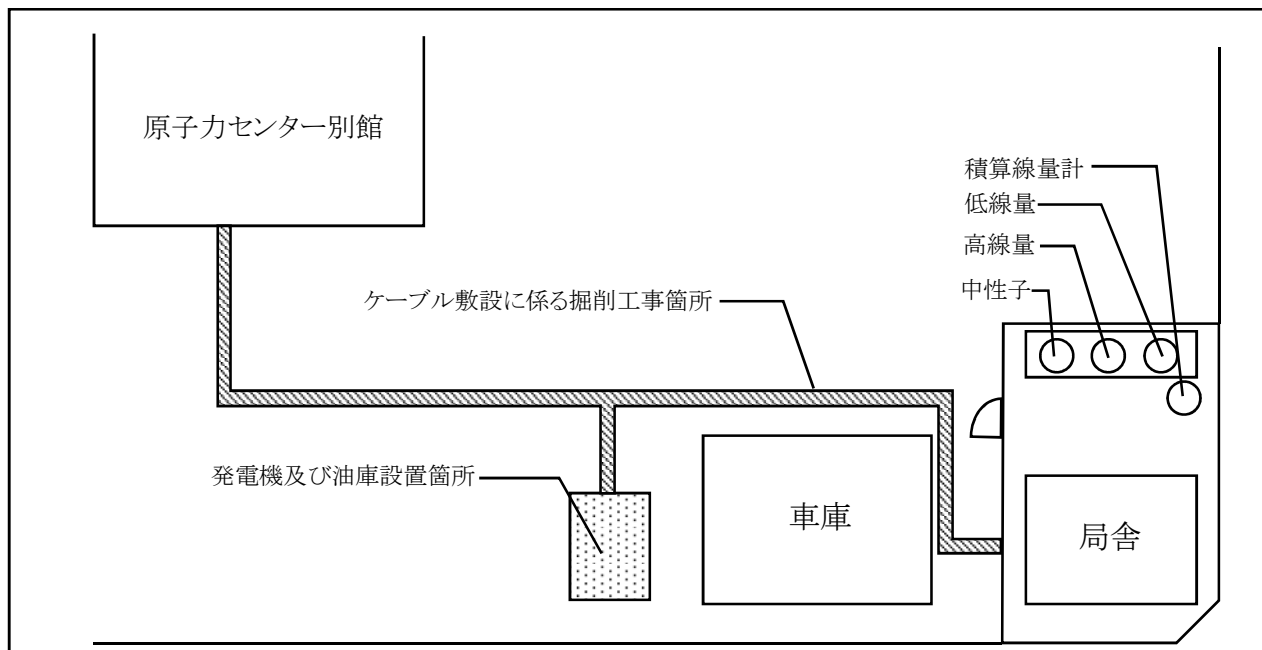 原子力センター別館
積算線量計
低線量
高線量
中性子
ケーブル敷設に係る掘削工事箇所
発電機及び油庫設置箇所
車庫
局舎